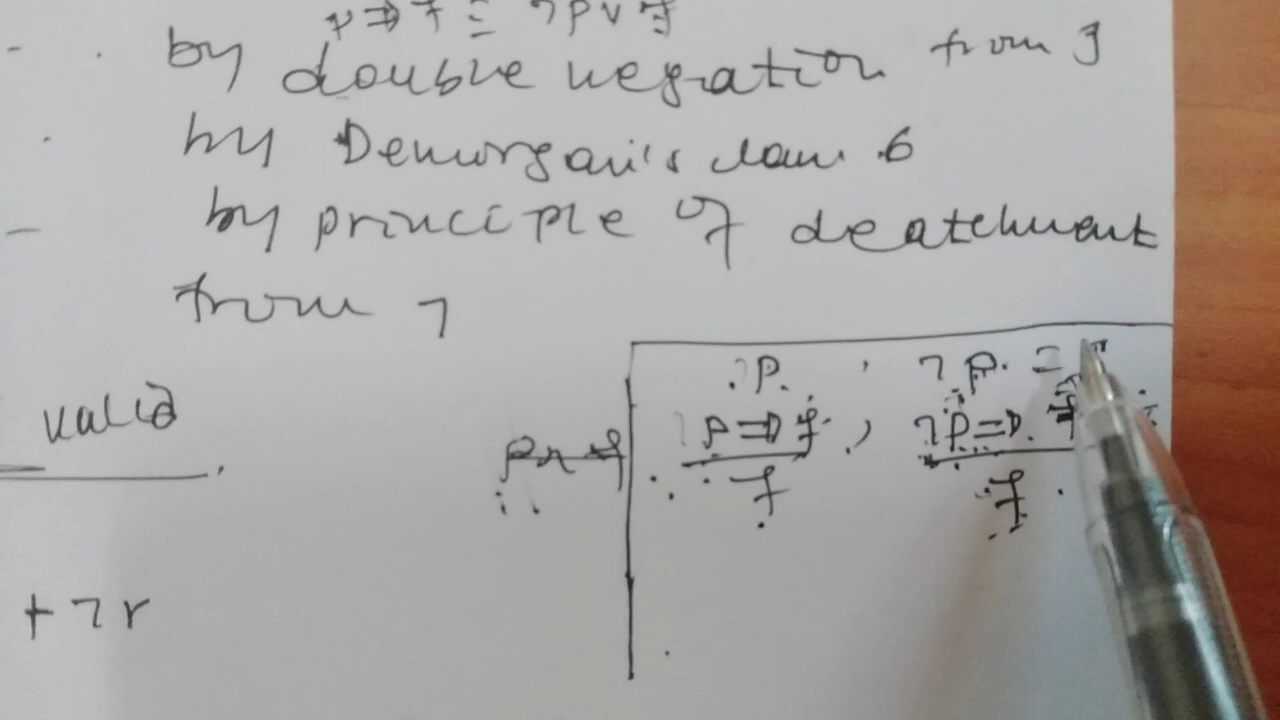 p ⇒ f ≡ ¬p ∨ f
by double negation from 3
by Demorgan's law 6
by principle of deatchment
from 7
valid
¬p , ¬p
p ⇒ f , ¬p ⇒
f f
+ ¬r